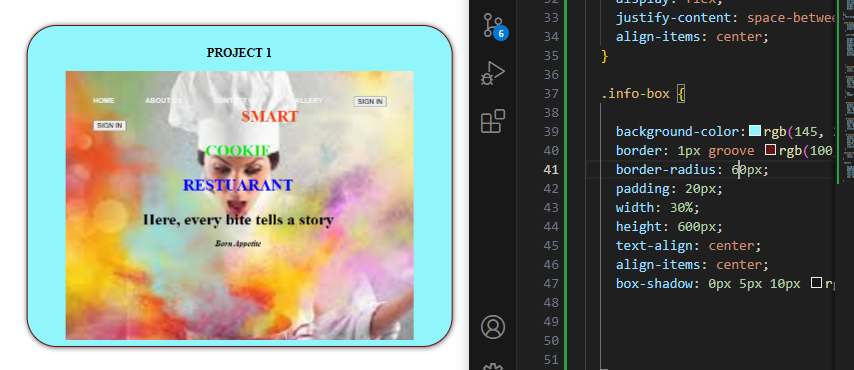 PROJECT 1
HOME ABOUT CONTACT GALLERY SIGN IN
SIGN IN
SMART
COOKIE
RESTUARANT
Here, every bite tells a story
Born Appetite
6
32 display: flex;
33 justify-content: space-betwee
34 align-items: center;
35 }
36
37 .info-box {
38
39 background-color: rgb(145, 2
40 border: 1px groove rgb(100
41 border-radius: 60px;
42 padding: 20px;
43 width: 30%;
44 height: 600px;
45 text-align: center;
46 align-items: center;
47 box-shadow: 0px 5px 10px rg
48
49
50
51